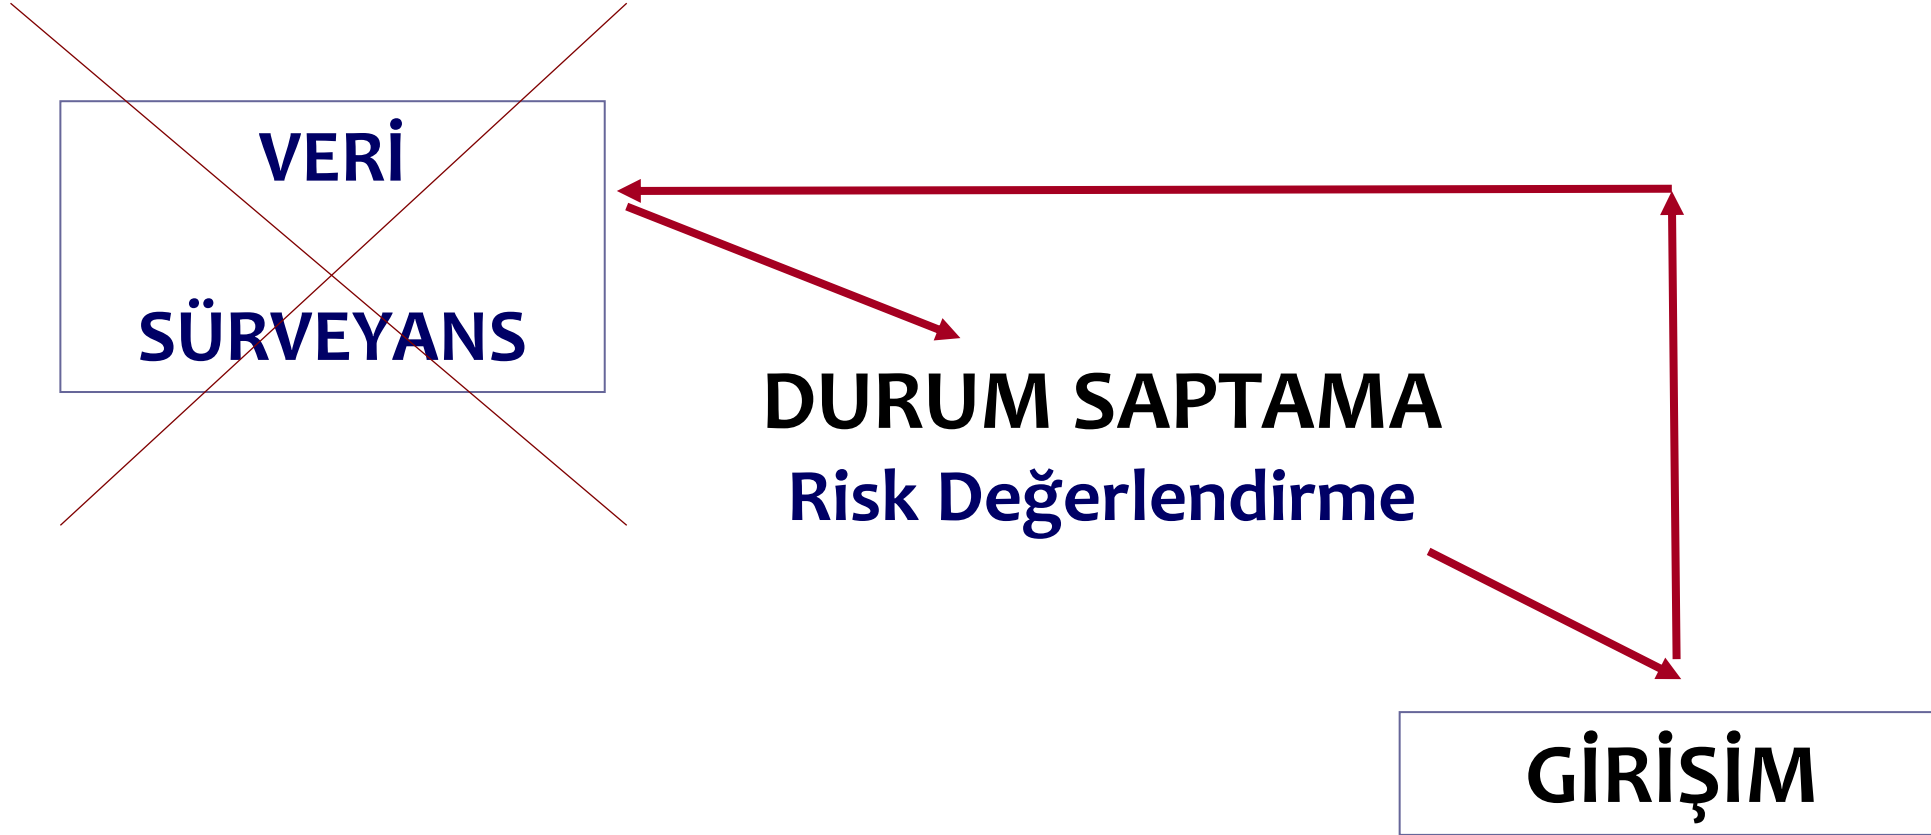 VERİ
SÜRVEYANS
DURUM SAPTAMA
Risk Değerlendirme
GİRİŞİM